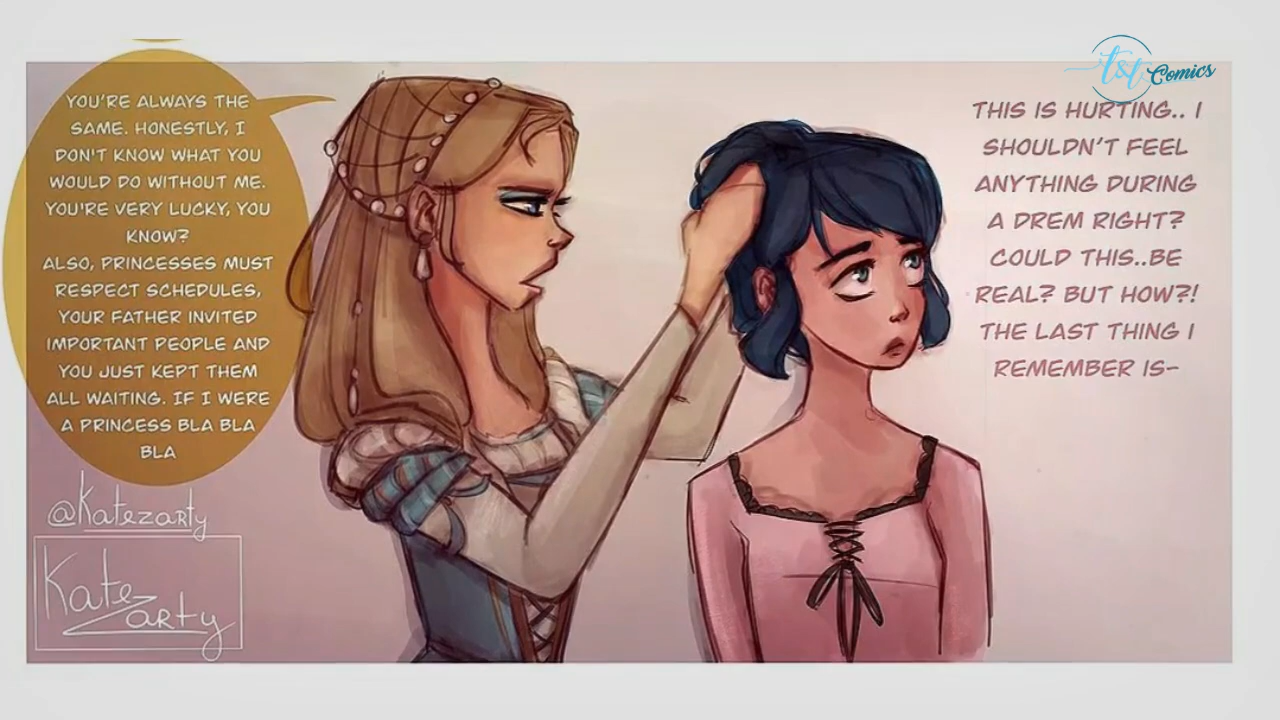 YOU'RE ALWAYS THE
SAME. HONESTLY, I
DON'T KNOW WHAT YOU
WOULD DO WITHOUT ME.
YOU'RE VERY LUCKY, YOU
KNOW?
ALSO, PRINCESSES MUST
RESPECT SCHEDULES,
YOUR FATHER INVITED
IMPORTANT PEOPLE AND
YOU JUST KEPT THEM
ALL WAITING. IF I WERE
A PRINCESS BLA BLA
BLA
@Katezarty
Kate
zarty
t&t Comics
THIS IS HURTING.. I
SHOULDN'T FEEL
ANYTHING DURING
A DREM RIGHT?
COULD THIS..BE
REAL? BUT HOW?!
THE LAST THING I
REMEMBER IS-